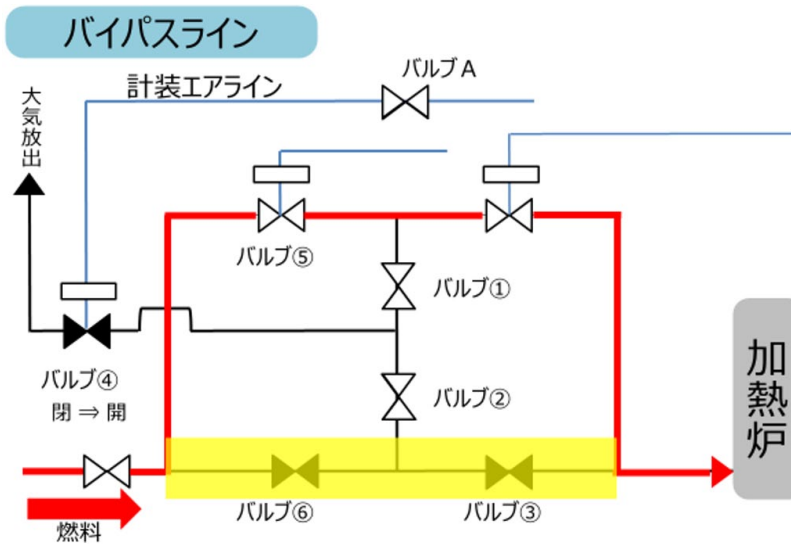 バイパスライン
計装エアライン
バルブA
大気放出
バルブ⑤
バルブ①
バルブ④
閉 ⇒ 開
バルブ②
加熱炉
バルブ⑥
バルブ③
燃料